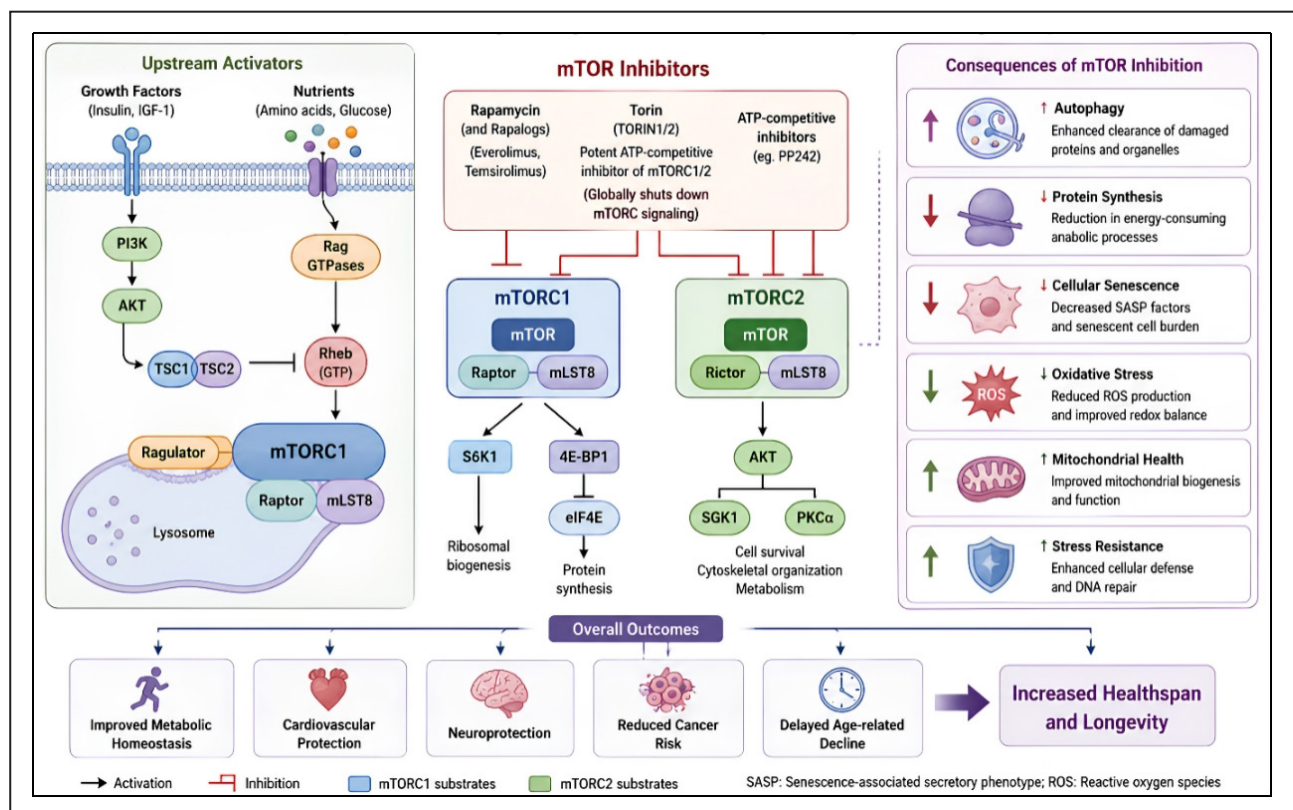 Upstream Activators
Growth Factors
(Insulin, IGF-1)
Nutrients
(Amino acids, Glucose)
PI3K
AKT
TSC1
TSC2
Rag
GTPases
Rheb
(GTP)
Ragulator
mTORC1
Raptor
mLST8
Lysosome
mTOR Inhibitors
Rapamycin
(and Rapalogs)
(Everolimus,
Temsirolimus)
Torin
(TORIN1/2)
Potent ATP-competitive
inhibitor of mTORC1/2
(Globally shuts down
mTORC signaling)
ATP-competitive
inhibitors
(eg. PP242)
mTORC1
mTOR
Raptor
mLST8
S6K1
4E-BP1
eIF4E
Ribosomal
biogenesis
Protein
synthesis
mTORC2
mTOR
Rictor
mLST8
AKT
SGK1
PKCα
Cell survival
Cytoskeletal organization
Metabolism
Consequences of mTOR Inhibition
↑ Autophagy
Enhanced clearance of damaged
proteins and organelles
↓ Protein Synthesis
Reduction in energy-consuming
anabolic processes
↓ Cellular Senescence
Decreased SASP factors
and senescent cell burden
ROS
↓ Oxidative Stress
Reduced ROS production
and improved redox balance
↑ Mitochondrial Health
Improved mitochondrial biogenesis
and function
↑ Stress Resistance
Enhanced cellular defense
and DNA repair
Overall Outcomes
Improved Metabolic
Homeostasis
Cardiovascular
Protection
Neuroprotection
Reduced Cancer
Risk
Delayed Age-related
Decline
Increased Healthspan
and Longevity
Activation
Inhibition
mTORC1 substrates
mTORC2 substrates
SASP: Senescence-associated secretory phenotype; ROS: Reactive oxygen species